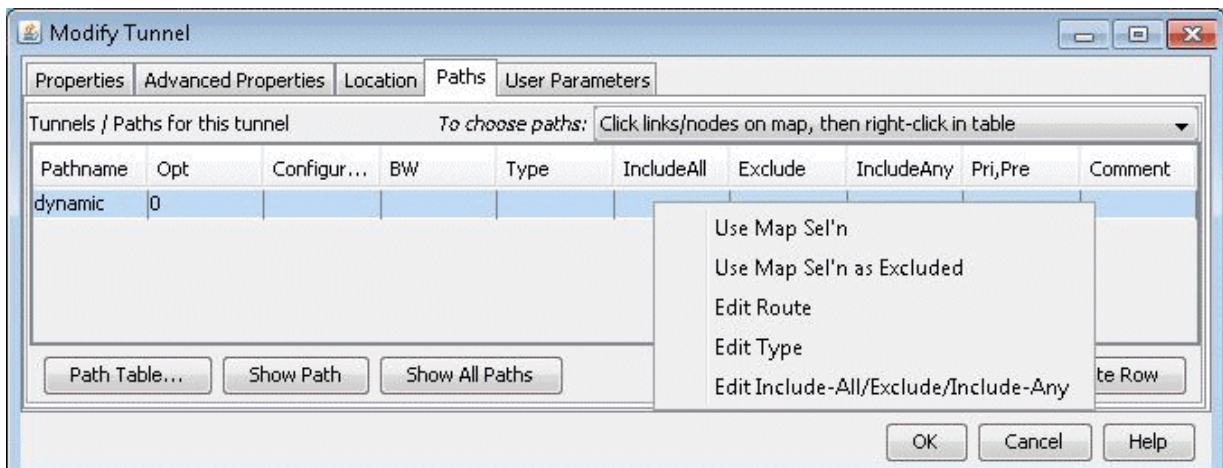 Modify Tunnel
Properties Advanced Properties Location Paths User Parameters
Tunnels / Paths for this tunnel To choose paths: Click links/nodes on map, then right-click in table
Pathname Opt Configur... BW Type IncludeAll Exclude IncludeAny Pri,Pre Comment
dynamic 0
Use Map Sel'n
Use Map Sel'n as Excluded
Edit Route
Edit Type
Edit Include-All/Exclude/Include-Any
Path Table... Show Path Show All Paths te Row
OK Cancel Help